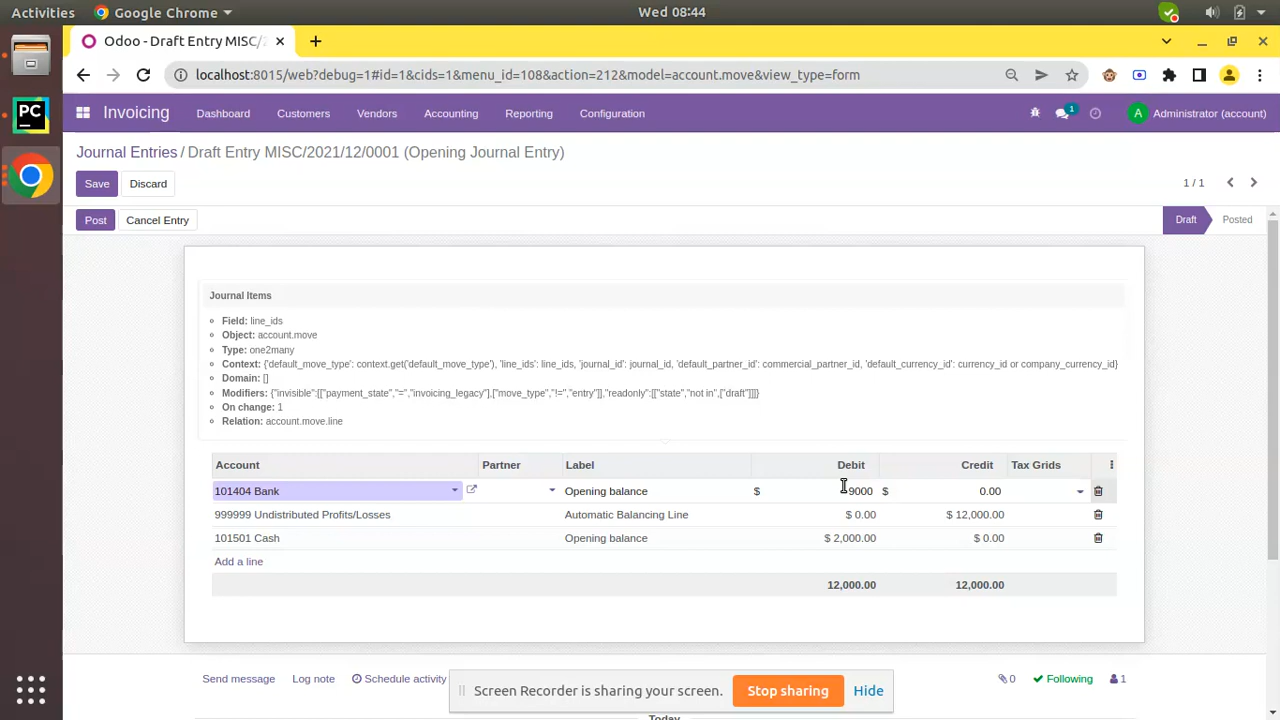 Activities
Google Chrome
Wed 08:44
Odoo - Draft Entry MISC/2
localhost:8015/web?debug=1#id=1&cids=1&menu_id=108&action=212&model=account.move&view_type=form
Invoicing
Dashboard
Customers
Vendors
Accounting
Reporting
Configuration
1
A
Administrator (account)
Journal Entries / Draft Entry MISC/2021/12/0001 (Opening Journal Entry)
Save
Discard
1 / 1
Post
Cancel Entry
Draft
Posted
Journal Items
Field: line_ids
Object: account.move
Type: one2many
Context: {'default_move_type': context.get('default_move_type'), 'line_ids': line_ids, 'journal_id': journal_id, 'default_partner_id': commercial_partner_id, 'default_currency_id': currency_id or company_currency_id}
Domain: []
Modifiers: {"invisible":[["payment_state","=","invoicing_legacy"],["move_type","!=","entry"]],"readonly":[["state","not in",["draft"]]]}
On change: 1
Relation: account.move.line
Account Partner Label Debit Credit Tax Grids
101404 Bank Opening balance $ 9000 $ 0.00
999999 Undistributed Profits/Losses Automatic Balancing Line $ 0.00 $ 12,000.00
101501 Cash Opening balance $ 2,000.00 $ 0.00
Add a line
12,000.00 12,000.00
Send message
Log note
Schedule activity
0
Following
1
Screen Recorder is sharing your screen.
Stop sharing
Hide
Today
PC